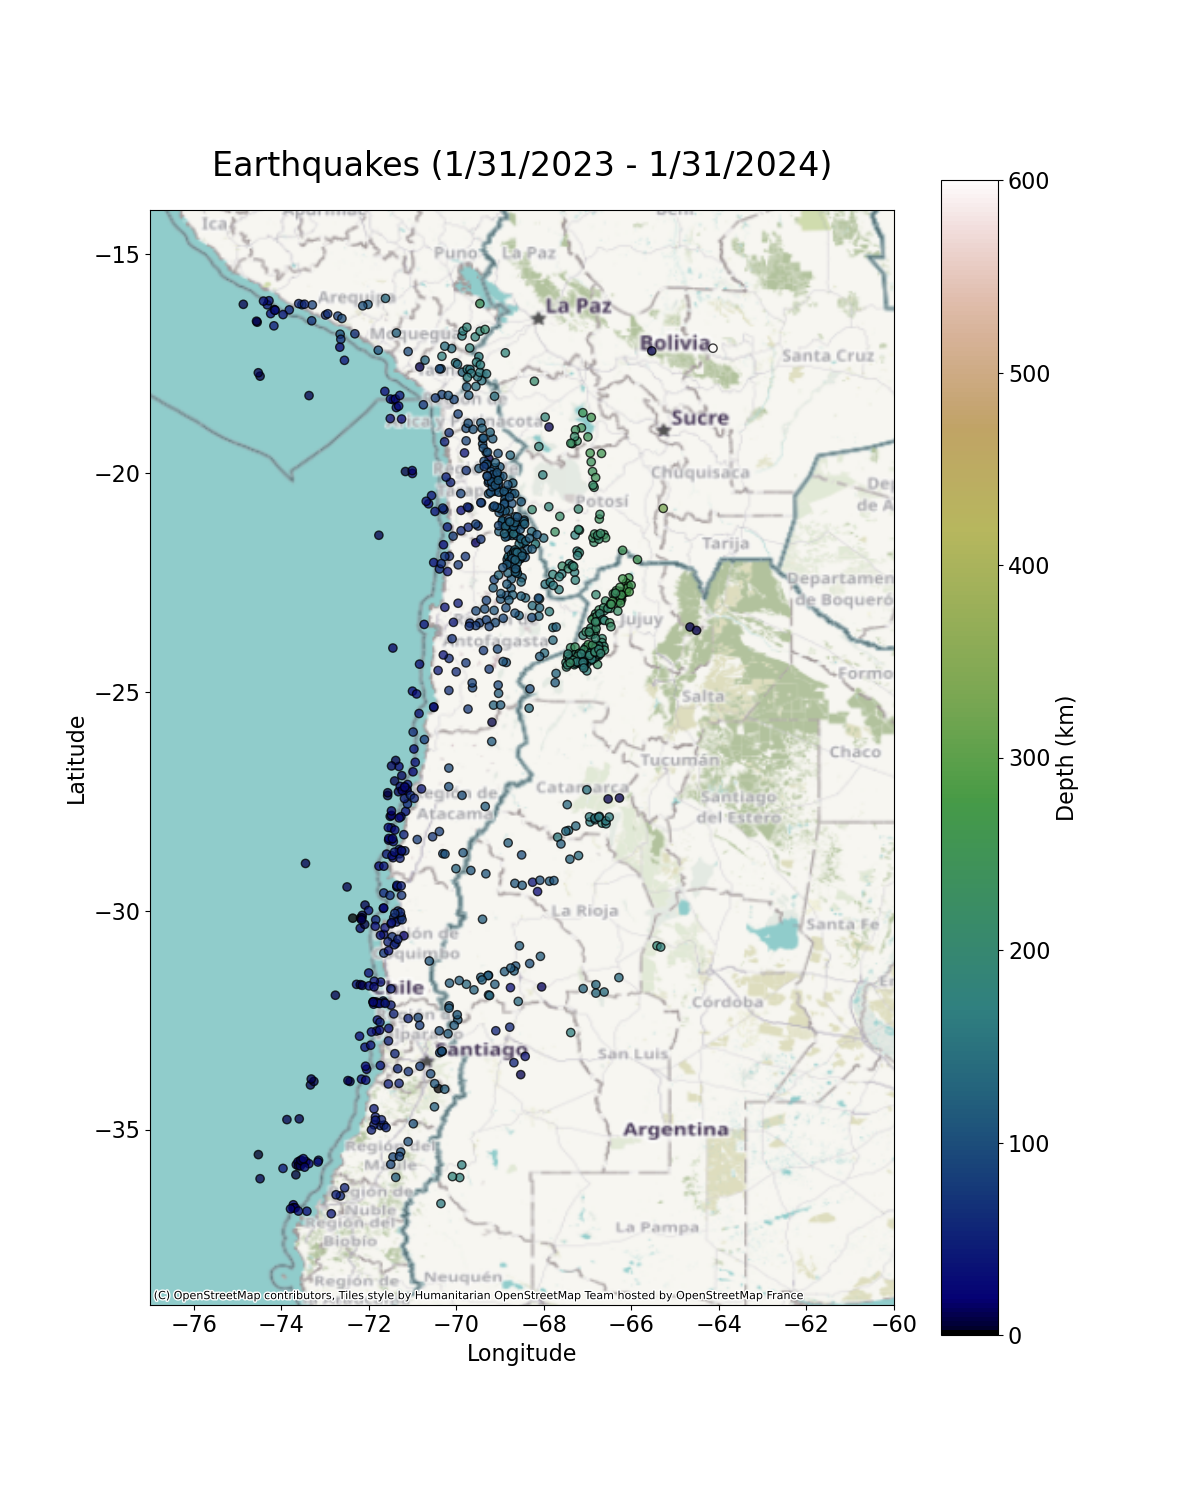 Earthquakes (1/31/2023 - 1/31/2024)
600
500
400
300
200
100
0
Depth (km)
−15
−20
−25
−30
−35
Latitude
Ica
Puno
La Paz
Arequipa
La Paz
Moquegua
Bolivia
Santa Cruz
Sucre
Chuquisaca
Potosí
Tarija
Departamen
de Boqueró
Jujuy
Antofagasta
Formo
Salta
Chaco
Tucumán
Catamarca
Región de
Atacama
Santiago
del Estero
La Rioja
Santa Fe
Coquimbo
Chile
Córdoba
Santiago
San Luis
Argentina
Región del
Maule
Región de
Ñuble
Región del
Biobío
La Pampa
Región de
Neuquén
(C) OpenStreetMap contributors, Tiles style by Humanitarian OpenStreetMap Team hosted by OpenStreetMap France
−76
−74
−72
−70
−68
−66
−64
−62
−60
Longitude